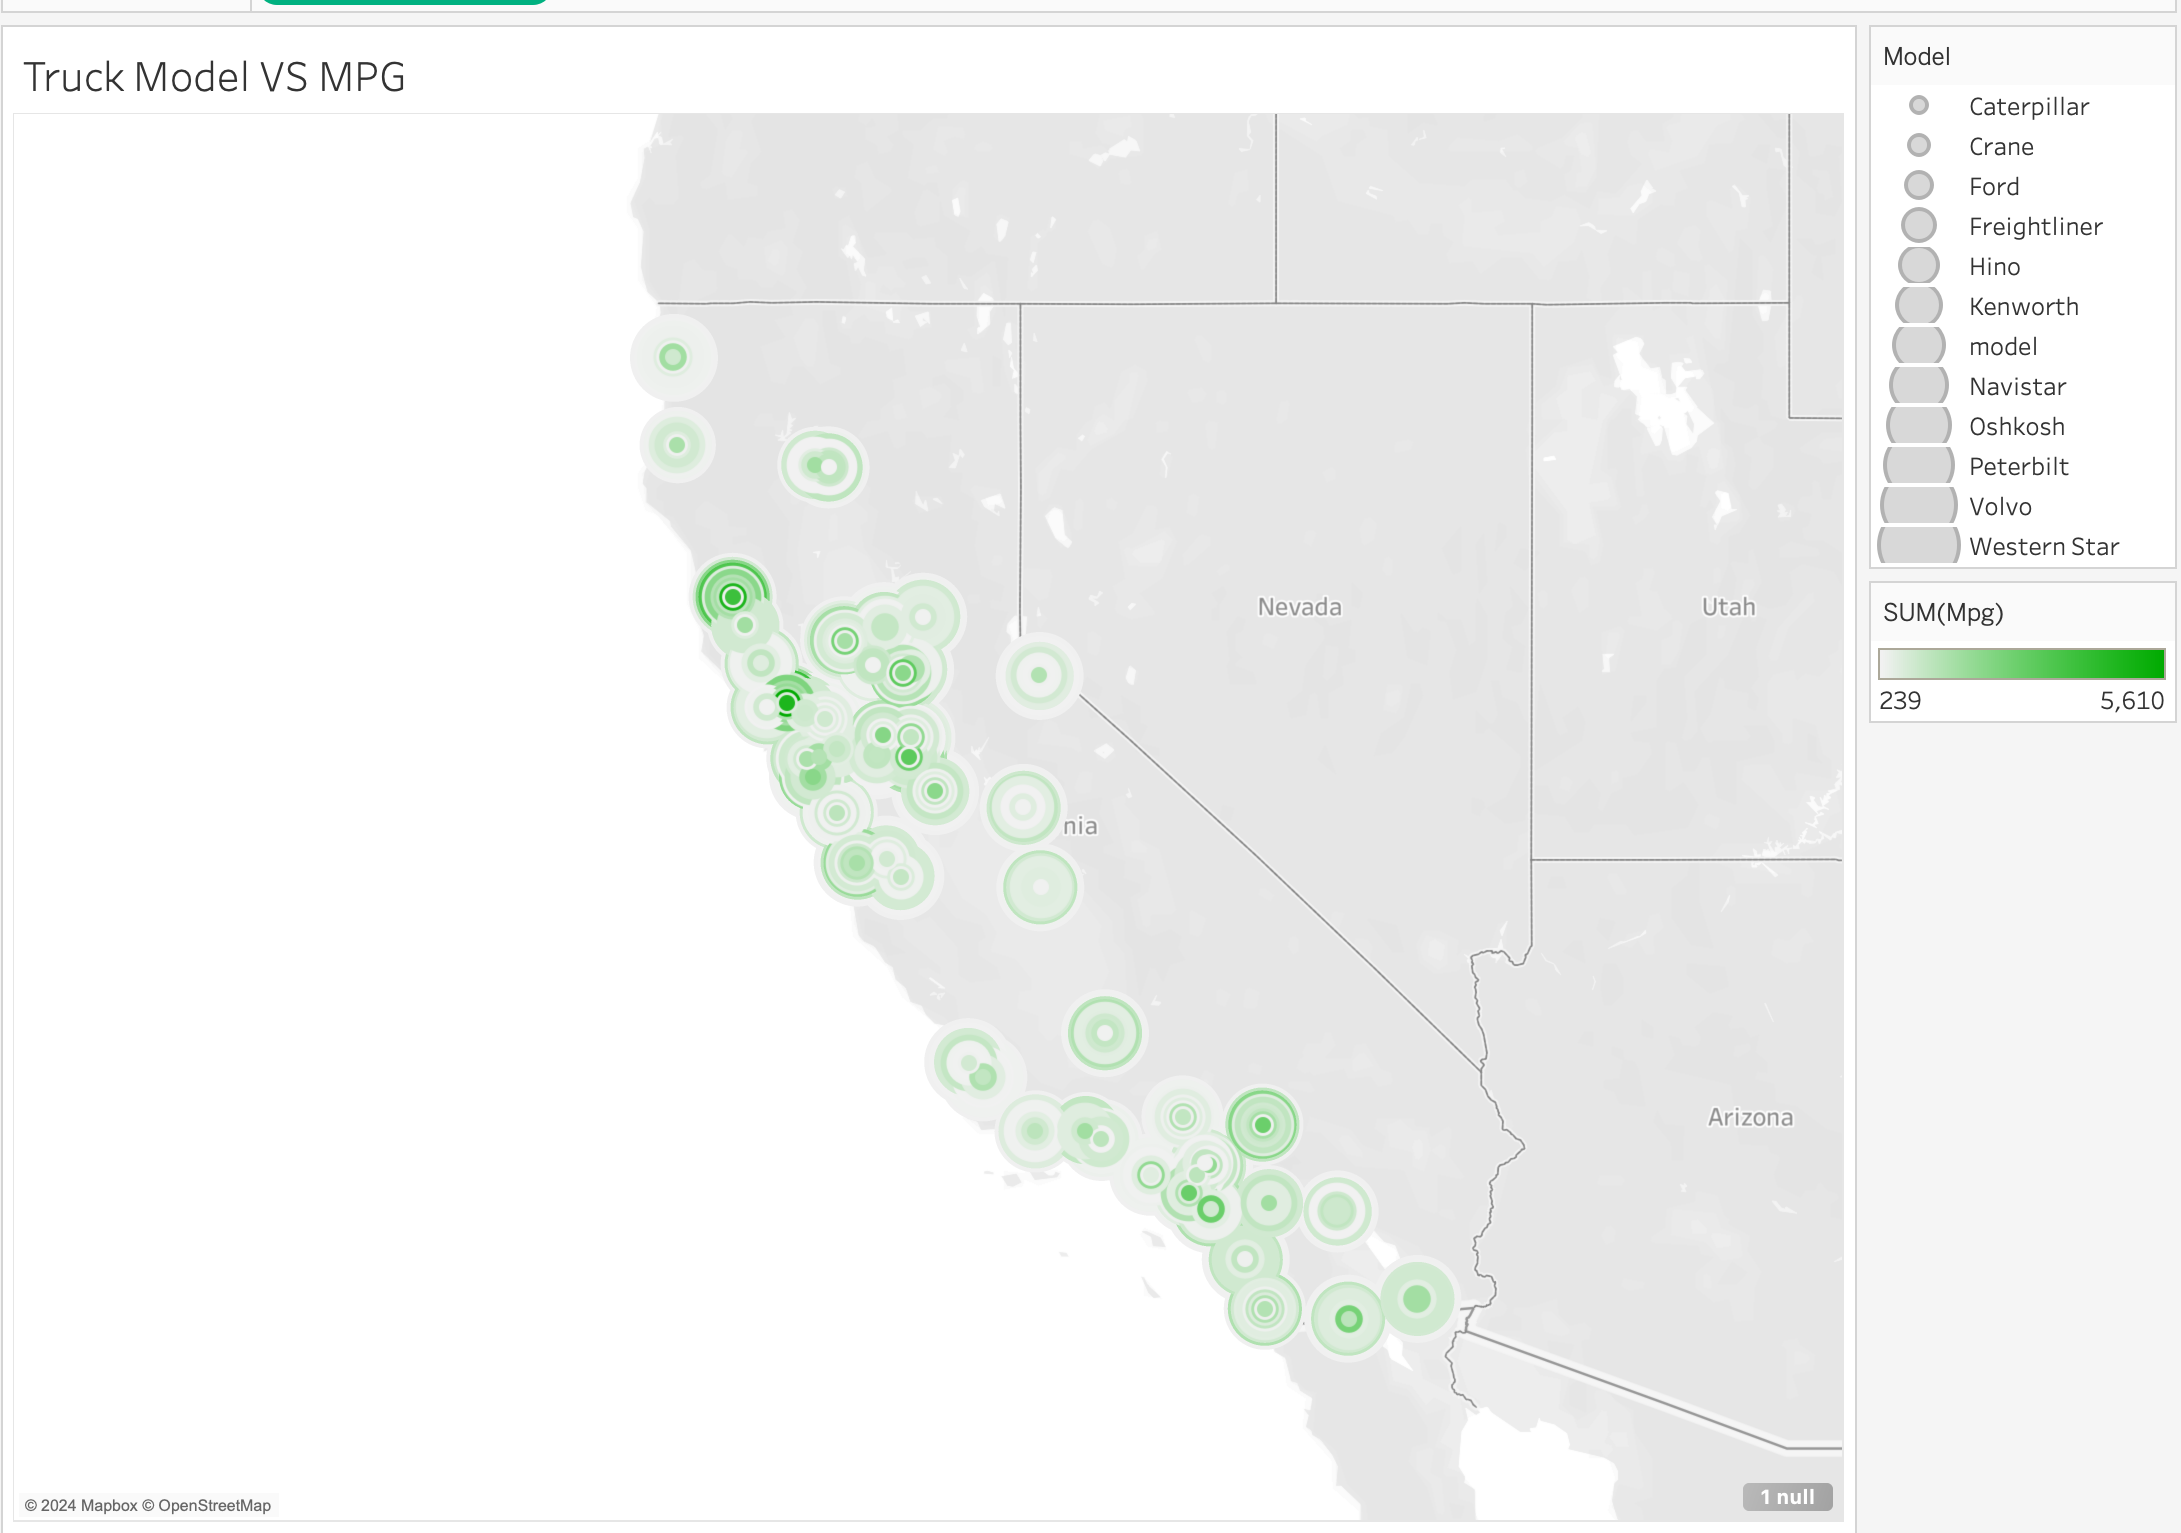 Truck Model VS MPG
Model
Caterpillar
Crane
Ford
Freightliner
Hino
Kenworth
model
Navistar
Oshkosh
Peterbilt
Volvo
Western Star
SUM(Mpg)
239 5,610
Nevada
Utah
nia
Arizona
© 2024 Mapbox © OpenStreetMap
1 null